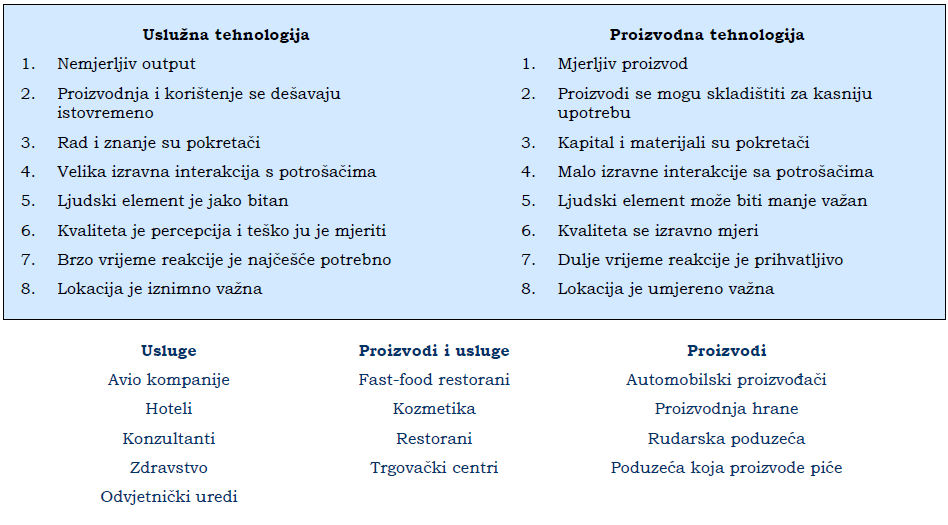 Uslužna tehnologija
1. Nemjerljiv output
2. Proizvodnja i korištenje se dešavaju
istovremeno
3. Rad i znanje su pokretači
4. Velika izravna interakcija s potrošačima
5. Ljudski element je jako bitan
6. Kvaliteta je percepcija i teško ju je mjeriti
7. Brzo vrijeme reakcije je najčešće potrebno
8. Lokacija je iznimno važna
Proizvodna tehnologija
1. Mjerljiv proizvod
2. Proizvodi se mogu skladištiti za kasniju
upotrebu
3. Kapital i materijali su pokretači
4. Malo izravne interakcije sa potrošačima
5. Ljudski element može biti manje važan
6. Kvaliteta se izravno mjeri
7. Dulje vrijeme reakcije je prihvatljivo
8. Lokacija je umjereno važna
Usluge
Avio kompanije
Hoteli
Konzultanti
Zdravstvo
Odvjetnički uredi
Proizvodi i usluge
Fast-food restorani
Kozmetika
Restorani
Trgovački centri
Proizvodi
Automobilski proizvođači
Proizvodnja hrane
Rudarska poduzeća
Poduzeća koja proizvode piće